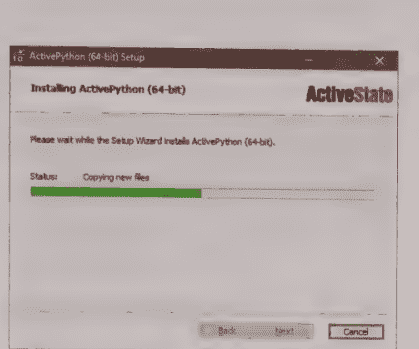 ActivePython (64-bit) Setup
Installing ActivePython (64-bit)
ActiveState
Please wait while the Setup Wizard installs ActivePython (64-bit).
Status: Copying new files
Back Next Cancel